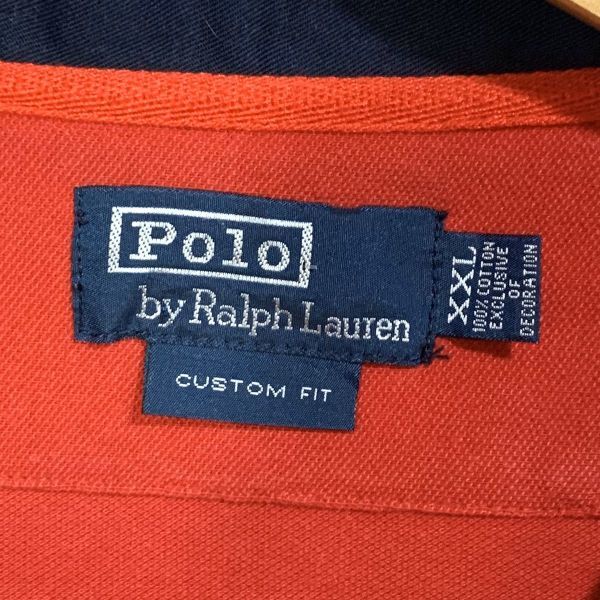 Polo
by Ralph Lauren
CUSTOM FIT
XXL
100% COTTON
EXCLUSIVE
OF
DECORATION